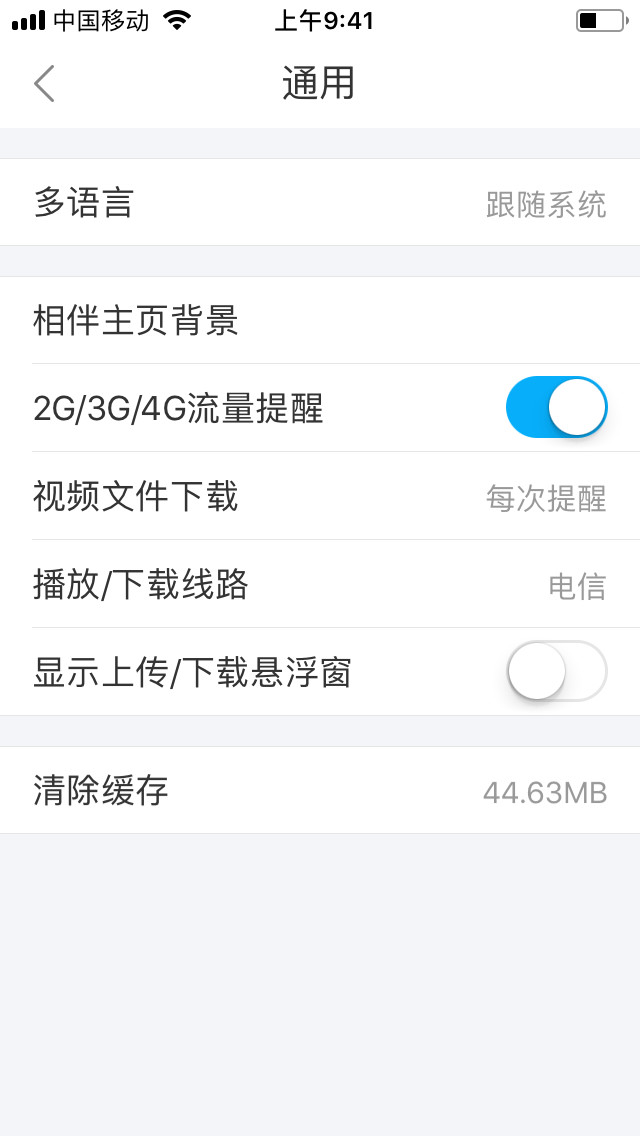 中国移动 上午9:41
通用
多语言 跟随系统
相伴主页背景
2G/3G/4G流量提醒
视频文件下载 每次提醒
播放/下载线路 电信
显示上传/下载悬浮窗
清除缓存 44.63MB